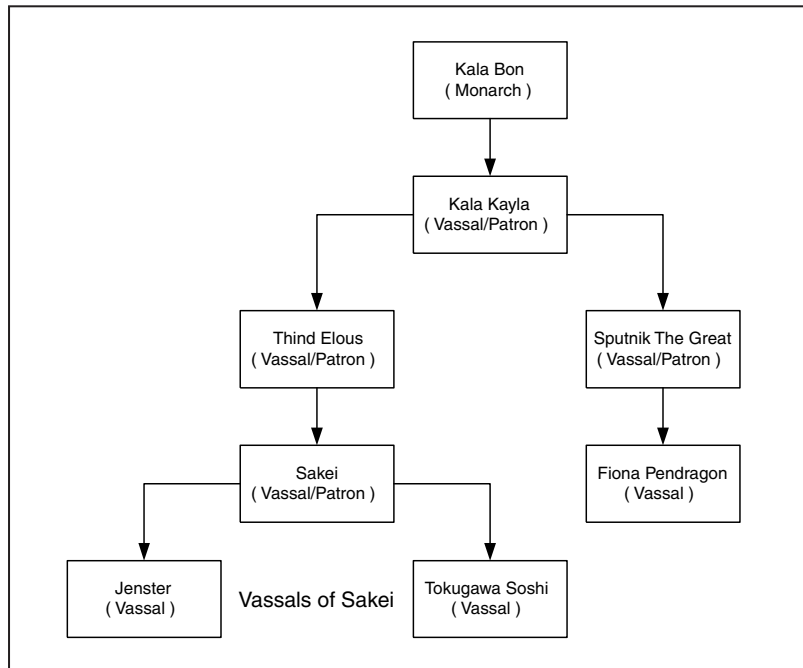 Kala Bon
( Monarch )
Kala Kayla
( Vassal/Patron )
Thind Elous
( Vassal/Patron )
Sputnik The Great
( Vassal/Patron )
Sakei
( Vassal/Patron )
Fiona Pendragon
( Vassal )
Jenster
( Vassal )
Vassals of Sakei
Tokugawa Soshi
( Vassal )